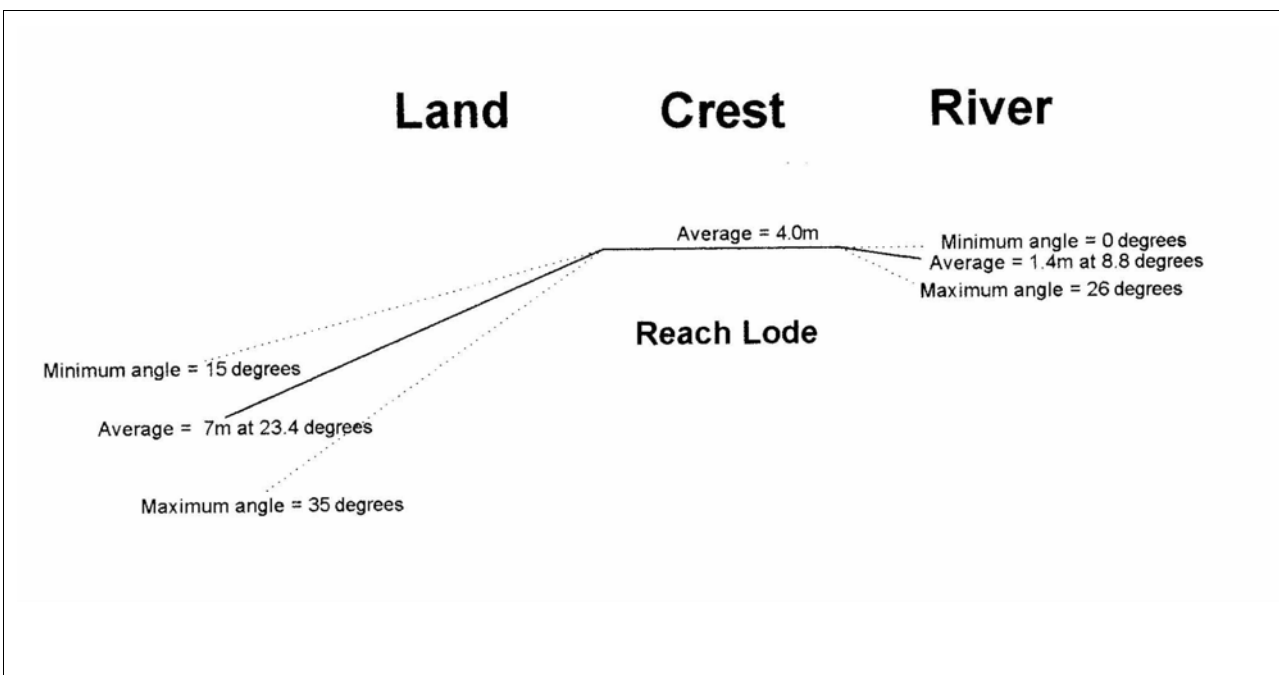 Land Crest River
Average = 4.0m
Minimum angle = 0 degrees
Average = 1.4m at 8.8 degrees
Maximum angle = 26 degrees
Reach Lode
Minimum angle = 15 degrees
Average = 7m at 23.4 degrees
Maximum angle = 35 degrees